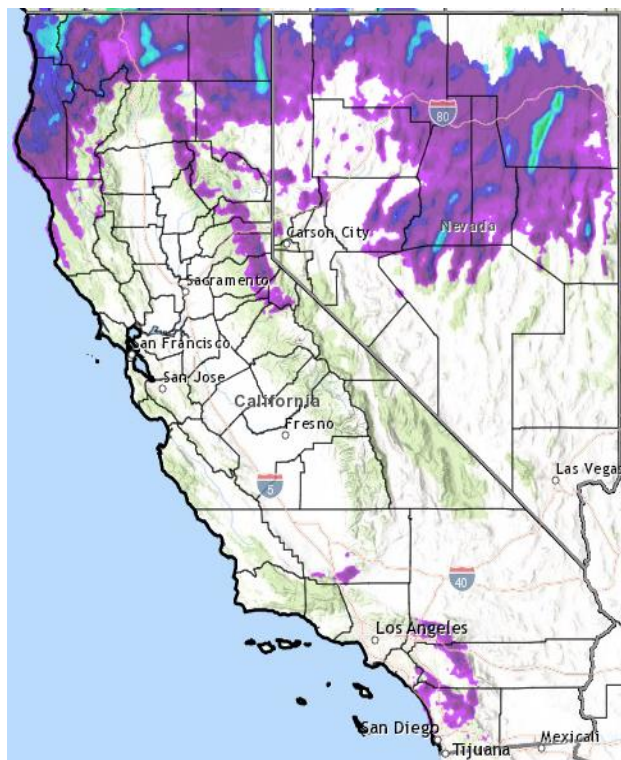 80
Nevada
Carson City
Sacramento
San Francisco
San Jose
California
Fresno
Las Vegas
5
40
Los Angeles
San Diego
Mexicali
Tijuana